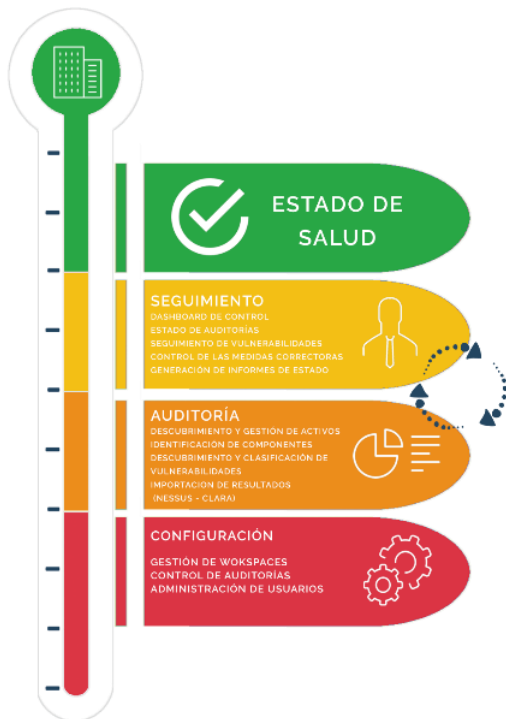 ESTADO DE
SALUD
SEGUIMIENTO
DASHBOARD DE CONTROL
ESTADO DE AUDITORÍAS
SEGUIMIENTO DE VULNERABILIDADES
CONTROL DE LAS MEDIDAS CORRECTORAS
GENERACIÓN DE INFORMES DE ESTADO
AUDITORÍA
DESCUBRIMIENTO Y GESTIÓN DE ACTIVOS
IDENTIFICACIÓN DE COMPONENTES
DESCUBRIMIENTO Y CLASIFICACIÓN DE
VULNERABILIDADES
IMPORTACION DE RESULTADOS
(NESSUS - CLARA)
CONFIGURACIÓN
GESTIÓN DE WOKSPACES
CONTROL DE AUDITORÍAS
ADMINISTRACIÓN DE USUARIOS